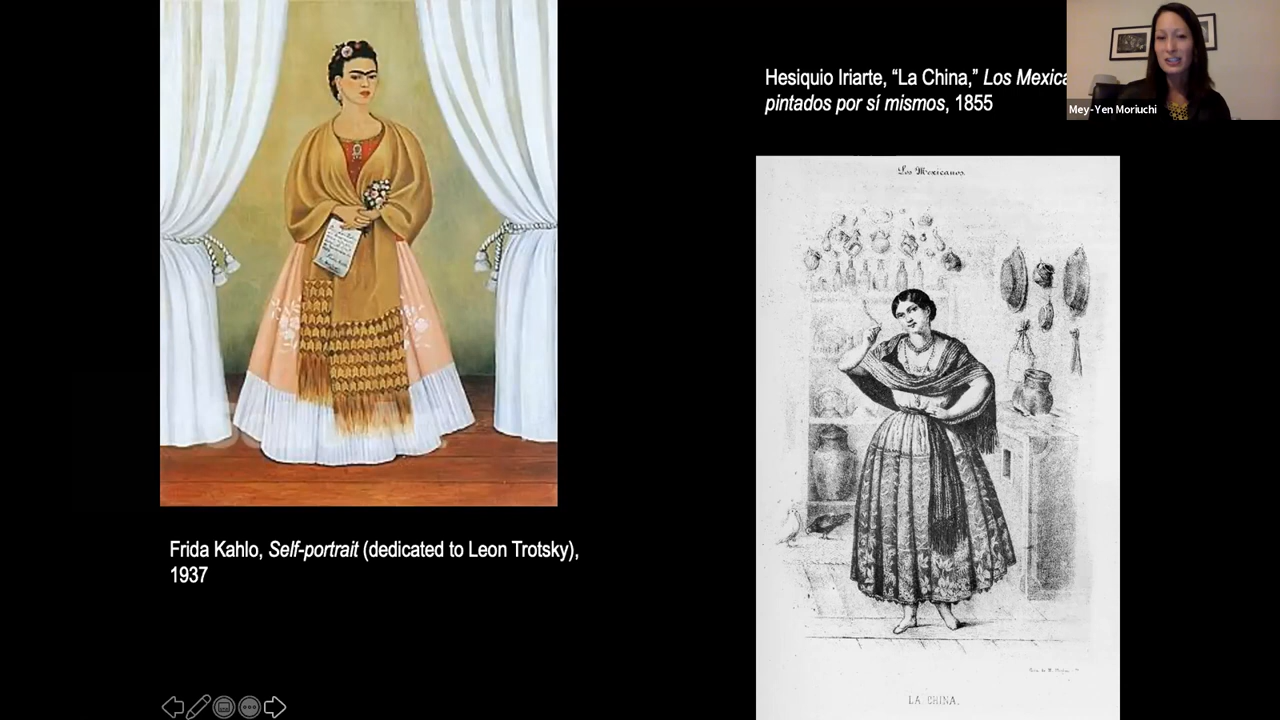 Hesiquio Iriarte, “La China,” Los Mexica
pintados por sí mismos, 1855
Mey-Yen Moriuchi
Los Mexicanos.
Frida Kahlo, Self-portrait (dedicated to Leon Trotsky),
1937
LA CHINA.